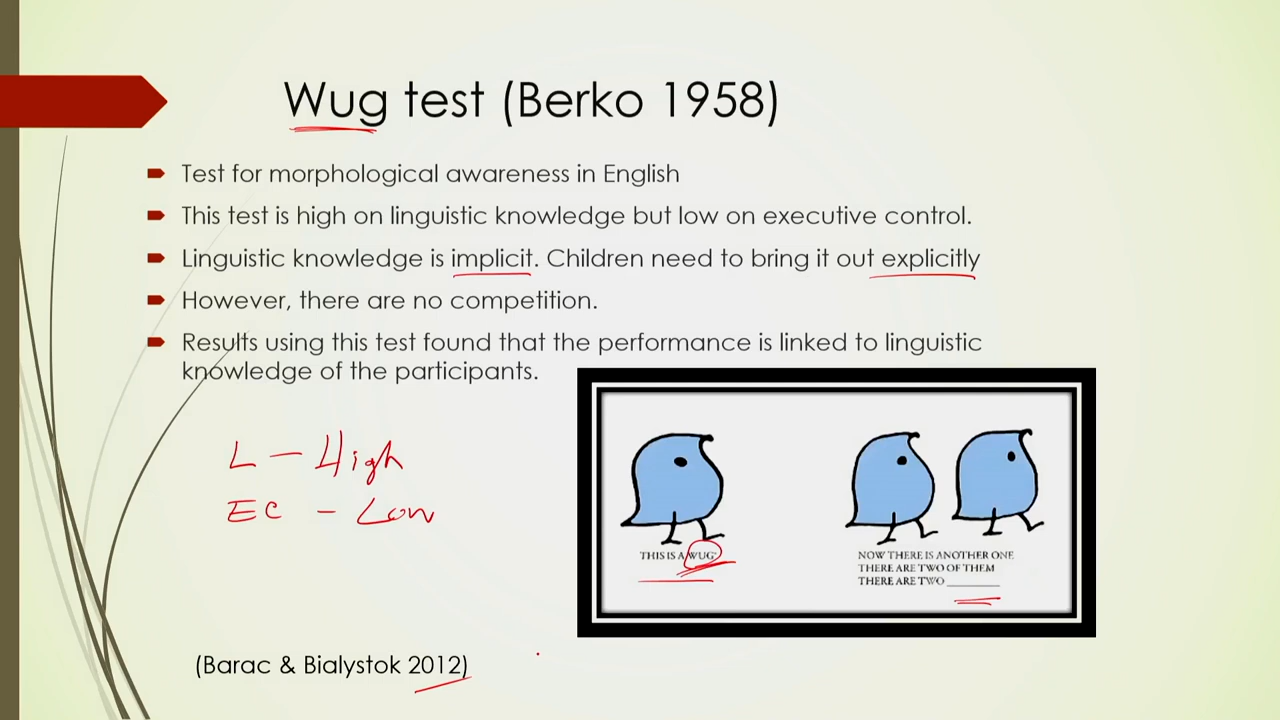 Wug test (Berko 1958)
Test for morphological awareness in English
This test is high on linguistic knowledge but low on executive control.
Linguistic knowledge is implicit. Children need to bring it out explicitly
However, there are no competition.
Results using this test found that the performance is linked to linguistic
knowledge of the participants.
L – High
EC – Low
THIS IS A WUG
NOW THERE IS ANOTHER ONE
THERE ARE TWO OF THEM
THERE ARE TWO ________
(Barac & Bialystok 2012)